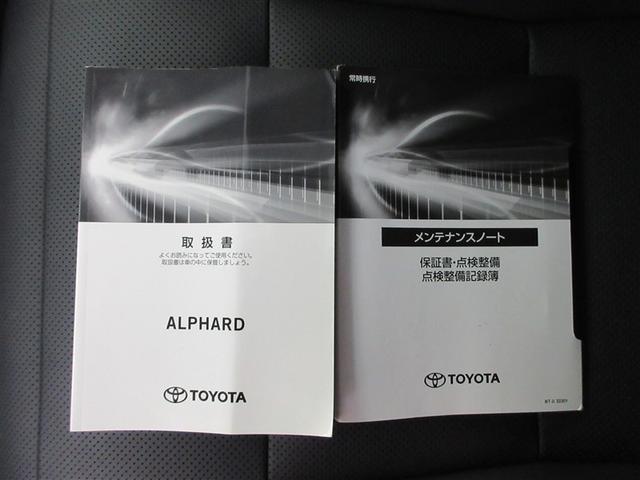 取扱書
よくお読みになってご使用ください。
取扱書は車の中に保管しましょう。
ALPHARD
TOYOTA
常時携行
メンテナンスノート
保証書・点検整備
点検整備記録簿
TOYOTA